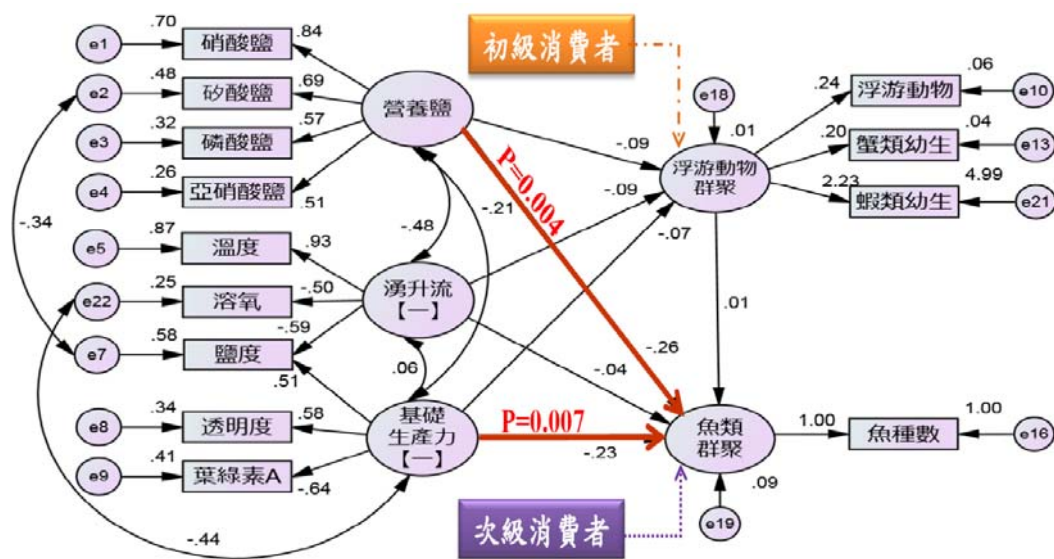 初級消費者
e1
.70
硝酸鹽
.84
e2
.48
矽酸鹽
.69
e3
.32
磷酸鹽
.57
e4
.26
亞硝酸鹽
.51
營養鹽
e18
.01
浮游動物
群聚
.24
浮游動物
.06
e10
.20
蟹類幼生
.04
e13
2.23
蝦類幼生
4.99
e21
-.09
-.09
-.07
P=0.004
-.21
-.48
-.34
e5
.87
溫度
.93
e22
.25
溶氧
-.50
e7
.58
鹽度
-.59
.51
湧升流
【一】
.06
-.04
-.26
.01
e8
.34
透明度
.58
e9
.41
葉綠素A
-.64
基礎
生產力
【一】
P=0.007
-.23
魚類
群聚
1.00
魚種數
1.00
e16
.09
e19
-.44
次級消費者